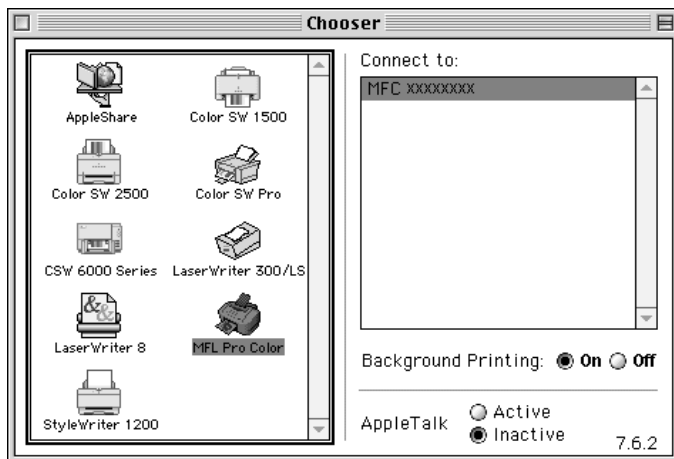 Chooser
AppleShare
Color SW 1500
Color SW 2500
Color SW Pro
CSW 6000 Series
LaserWriter 300/LS
LaserWriter 8
MFL Pro Color
StyleWriter 1200
Connect to:
MFC XXXXXXXX
Background Printing: On Off
AppleTalk
Active
Inactive
7.6.2